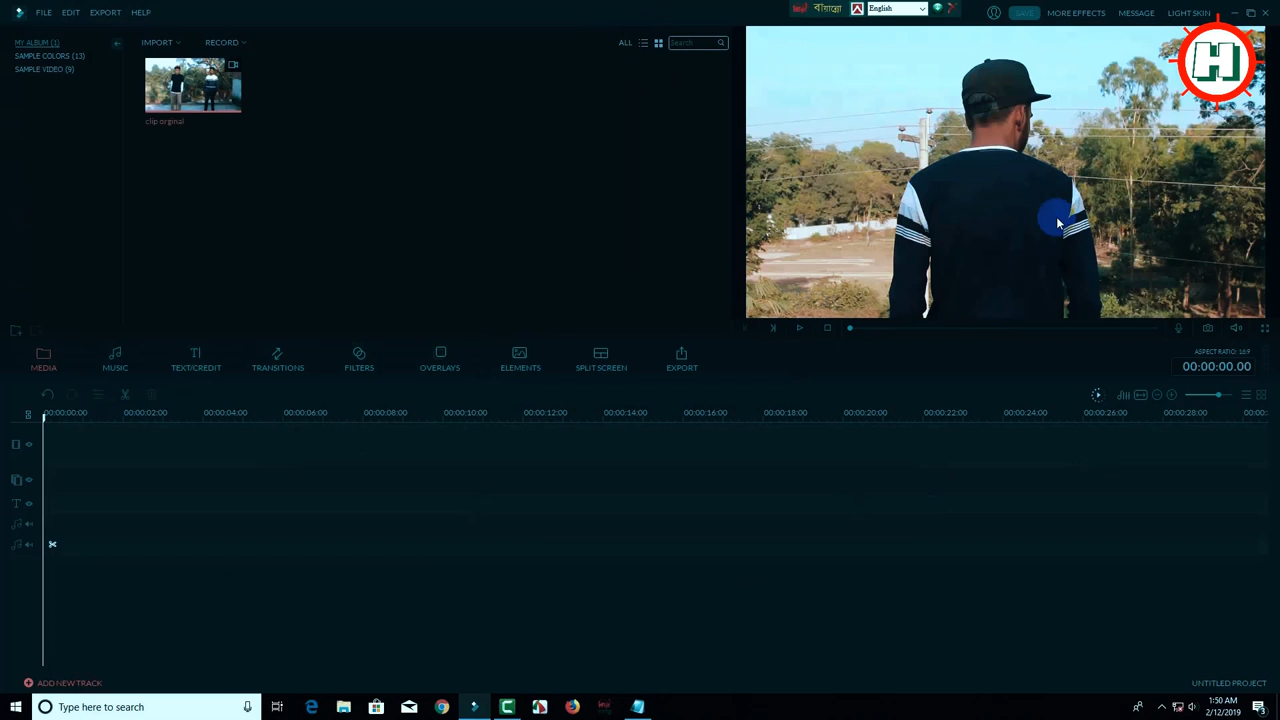 FILE EDIT EXPORT HELP
বায়ান্নো English
SAVE MORE EFFECTS MESSAGE LIGHT SKIN
MY ALBUM (1)
SAMPLE COLORS (13)
SAMPLE VIDEO (9)
IMPORT RECORD ALL Search
clip orginal
H
MEDIA MUSIC TEXT/CREDIT TRANSITIONS FILTERS OVERLAYS ELEMENTS SPLIT SCREEN EXPORT
ASPECT RATIO: 16:9
00:00:00.00
00:00:00:00 00:00:02:00 00:00:04:00 00:00:06:00 00:00:08:00 00:00:10:00 00:00:12:00 00:00:14:00 00:00:16:00 00:00:18:00 00:00:20:00 00:00:22:00 00:00:24:00 00:00:26:00 00:00:28:00 00:00:
ADD NEW TRACK
UNTITLED PROJECT
Type here to search
1:50 AM
2/12/2019
3